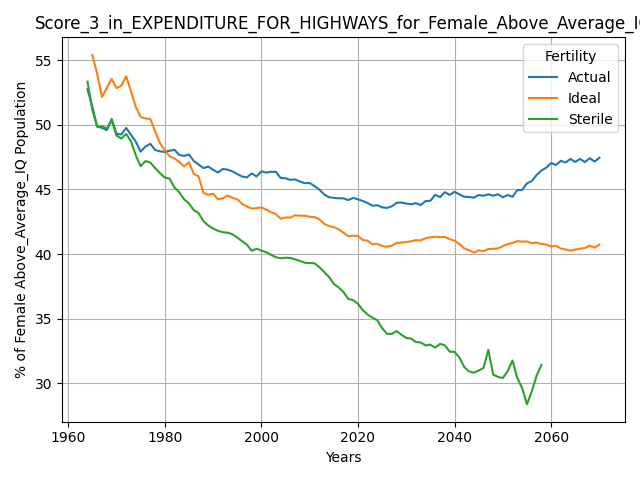 Score_3_in_EXPENDITURE_FOR_HIGHWAYS_for_Female_Above_Average_IQ
% of Female Above_Average_IQ Population
55
50
45
40
35
30
1960
1980
2000
2020
2040
2060
Years
Fertility
Actual
Ideal
Sterile